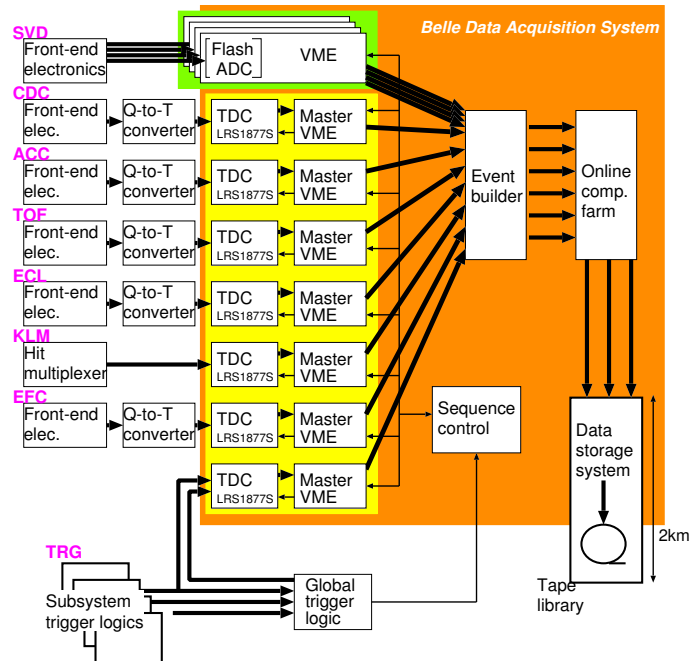 Belle Data Acquisition System
SVD
Front-end
electronics
Flash
ADC
VME
CDC
Front-end
elec.
Q-to-T
converter
TDC
LRS1877S
Master
VME
ACC
Front-end
elec.
Q-to-T
converter
TDC
LRS1877S
Master
VME
TOF
Front-end
elec.
Q-to-T
converter
TDC
LRS1877S
Master
VME
ECL
Front-end
elec.
Q-to-T
converter
TDC
LRS1877S
Master
VME
KLM
Hit
multiplexer
TDC
LRS1877S
Master
VME
EFC
Front-end
elec.
Q-to-T
converter
TDC
LRS1877S
Master
VME
TDC
LRS1877S
Master
VME
Event
builder
Online
comp.
farm
Sequence
control
Data
storage
system
2km
Tape
library
TRG
Subsystem
trigger logics
Global
trigger
logic